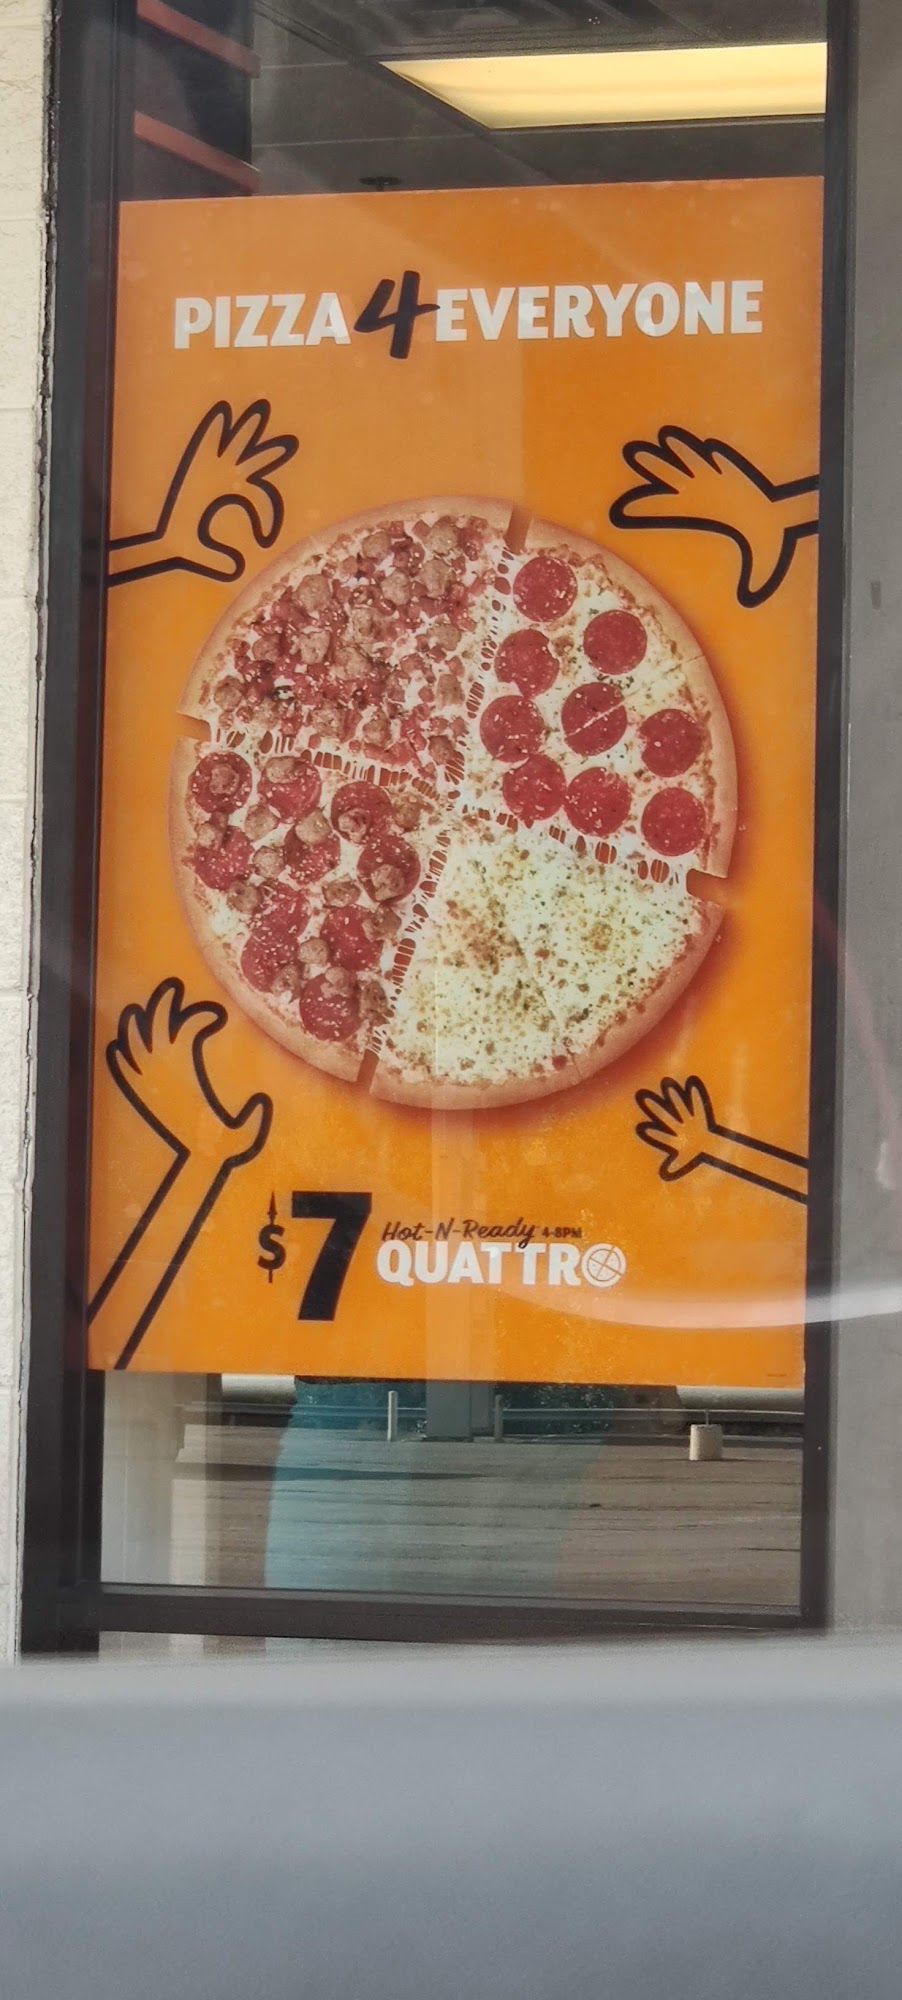 PIZZA 4 EVERYONE
$7 Hot-N-Ready 4-8PM
QUATTRO